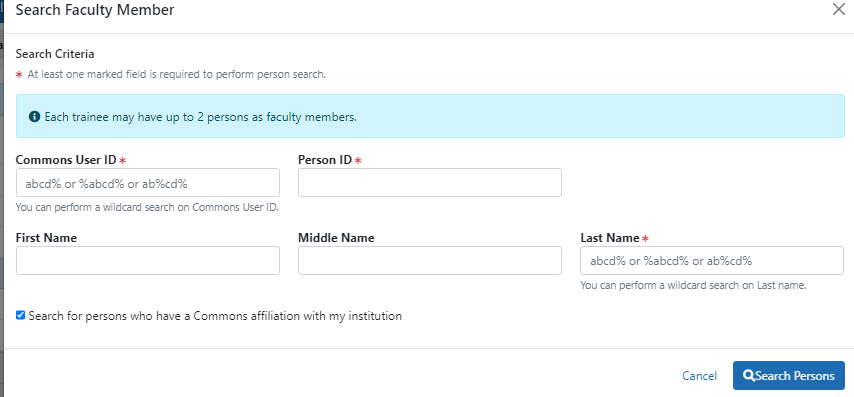 Search Faculty Member
Search Criteria
* At least one marked field is required to perform person search.
Each trainee may have up to 2 persons as faculty members.
Commons User ID * Person ID *
abcd% or %abcd% or ab%cd%
You can perform a wildcard search on Commons User ID.
First Name Middle Name Last Name *
abcd% or %abcd% or ab%cd%
You can perform a wildcard search on Last name.
Search for persons who have a Commons affiliation with my institution
Cancel Search Persons